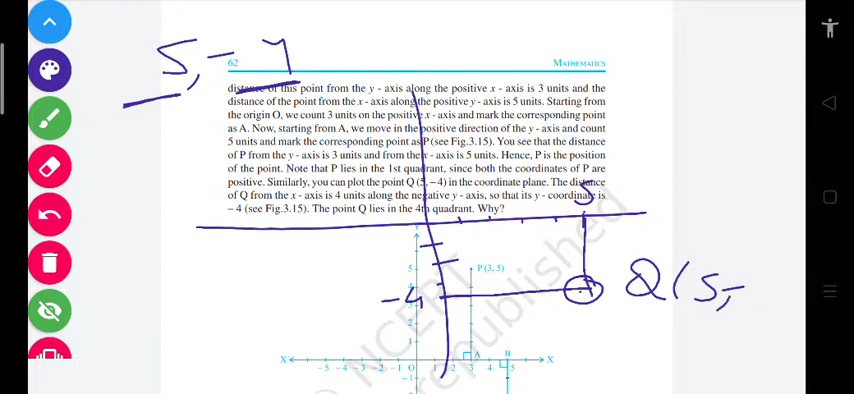 5, - 4
62 MATHEMATICS
distance of this point from the y - axis along the positive x - axis is 3 units and the
distance of the point from the x - axis along the positive y - axis is 5 units. Starting from
the origin O, we count 3 units on the positive x - axis and mark the corresponding point
as A. Now, starting from A, we move in the positive direction of the y - axis and count
5 units and mark the corresponding point as P (see Fig.3.15). You see that the distance
of P from the y - axis is 3 units and from the x - axis is 5 units. Hence, P is the position
of the point. Note that P lies in the 1st quadrant, since both the coordinates of P are
positive. Similarly, you can plot the point Q (5, −4) in the coordinate plane. The distance
of Q from the x - axis is 4 units along the negative y - axis, so that its y - coordinate is
– 4 (see Fig.3.15). The point Q lies in the 4th quadrant. Why?
5
Y
5 P (3, 5)
-4 Q (5, -
4
3
2
1
A B
X -5 -4 -3 -2 -1 O 1 2 3 4 5 X
-1
© NCERT
republished